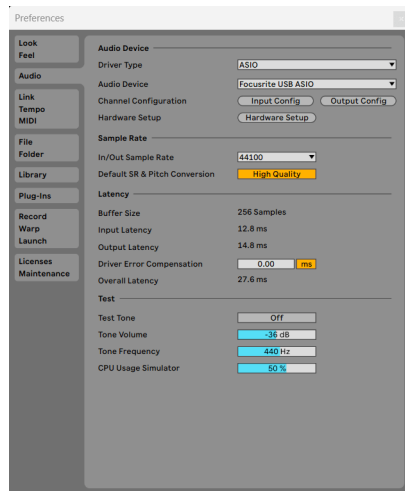 Preferences
Look
Feel
Audio
Link
Tempo
MIDI
File
Folder
Library
Plug-Ins
Record
Warp
Launch
Licenses
Maintenance
Audio Device
Driver Type ASIO
Audio Device Focusrite USB ASIO
Channel Configuration Input Config Output Config
Hardware Setup Hardware Setup
Sample Rate
In/Out Sample Rate 44100
Default SR & Pitch Conversion High Quality
Latency
Buffer Size 256 Samples
Input Latency 12.8 ms
Output Latency 14.8 ms
Driver Error Compensation 0.00 ms
Overall Latency 27.6 ms
Test
Test Tone Off
Tone Volume -36 dB
Tone Frequency 440 Hz
CPU Usage Simulator 50 %